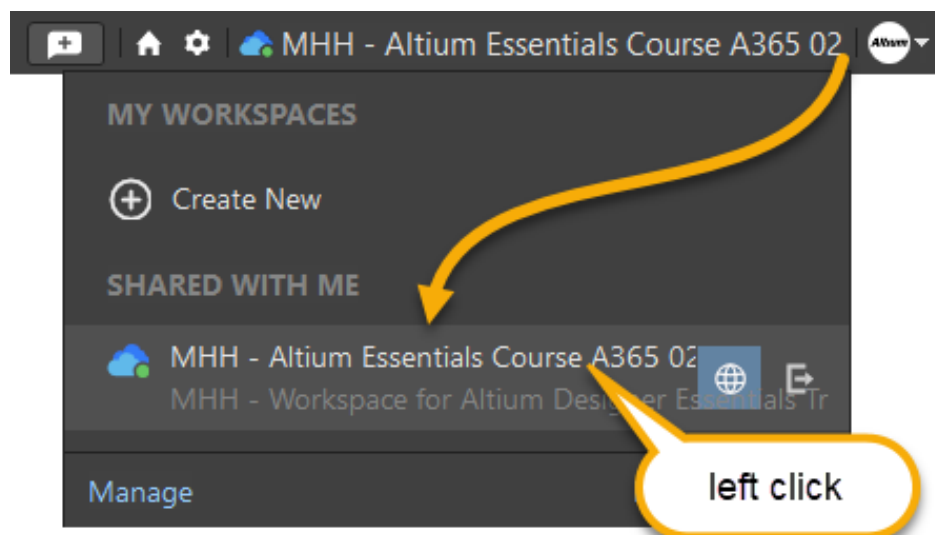 MHH - Altium Essentials Course A365 02
Altium
MY WORKSPACES
Create New
SHARED WITH ME
MHH - Altium Essentials Course A365 02
MHH - Workspace for Altium Designer Essentials Tr
Manage
left click